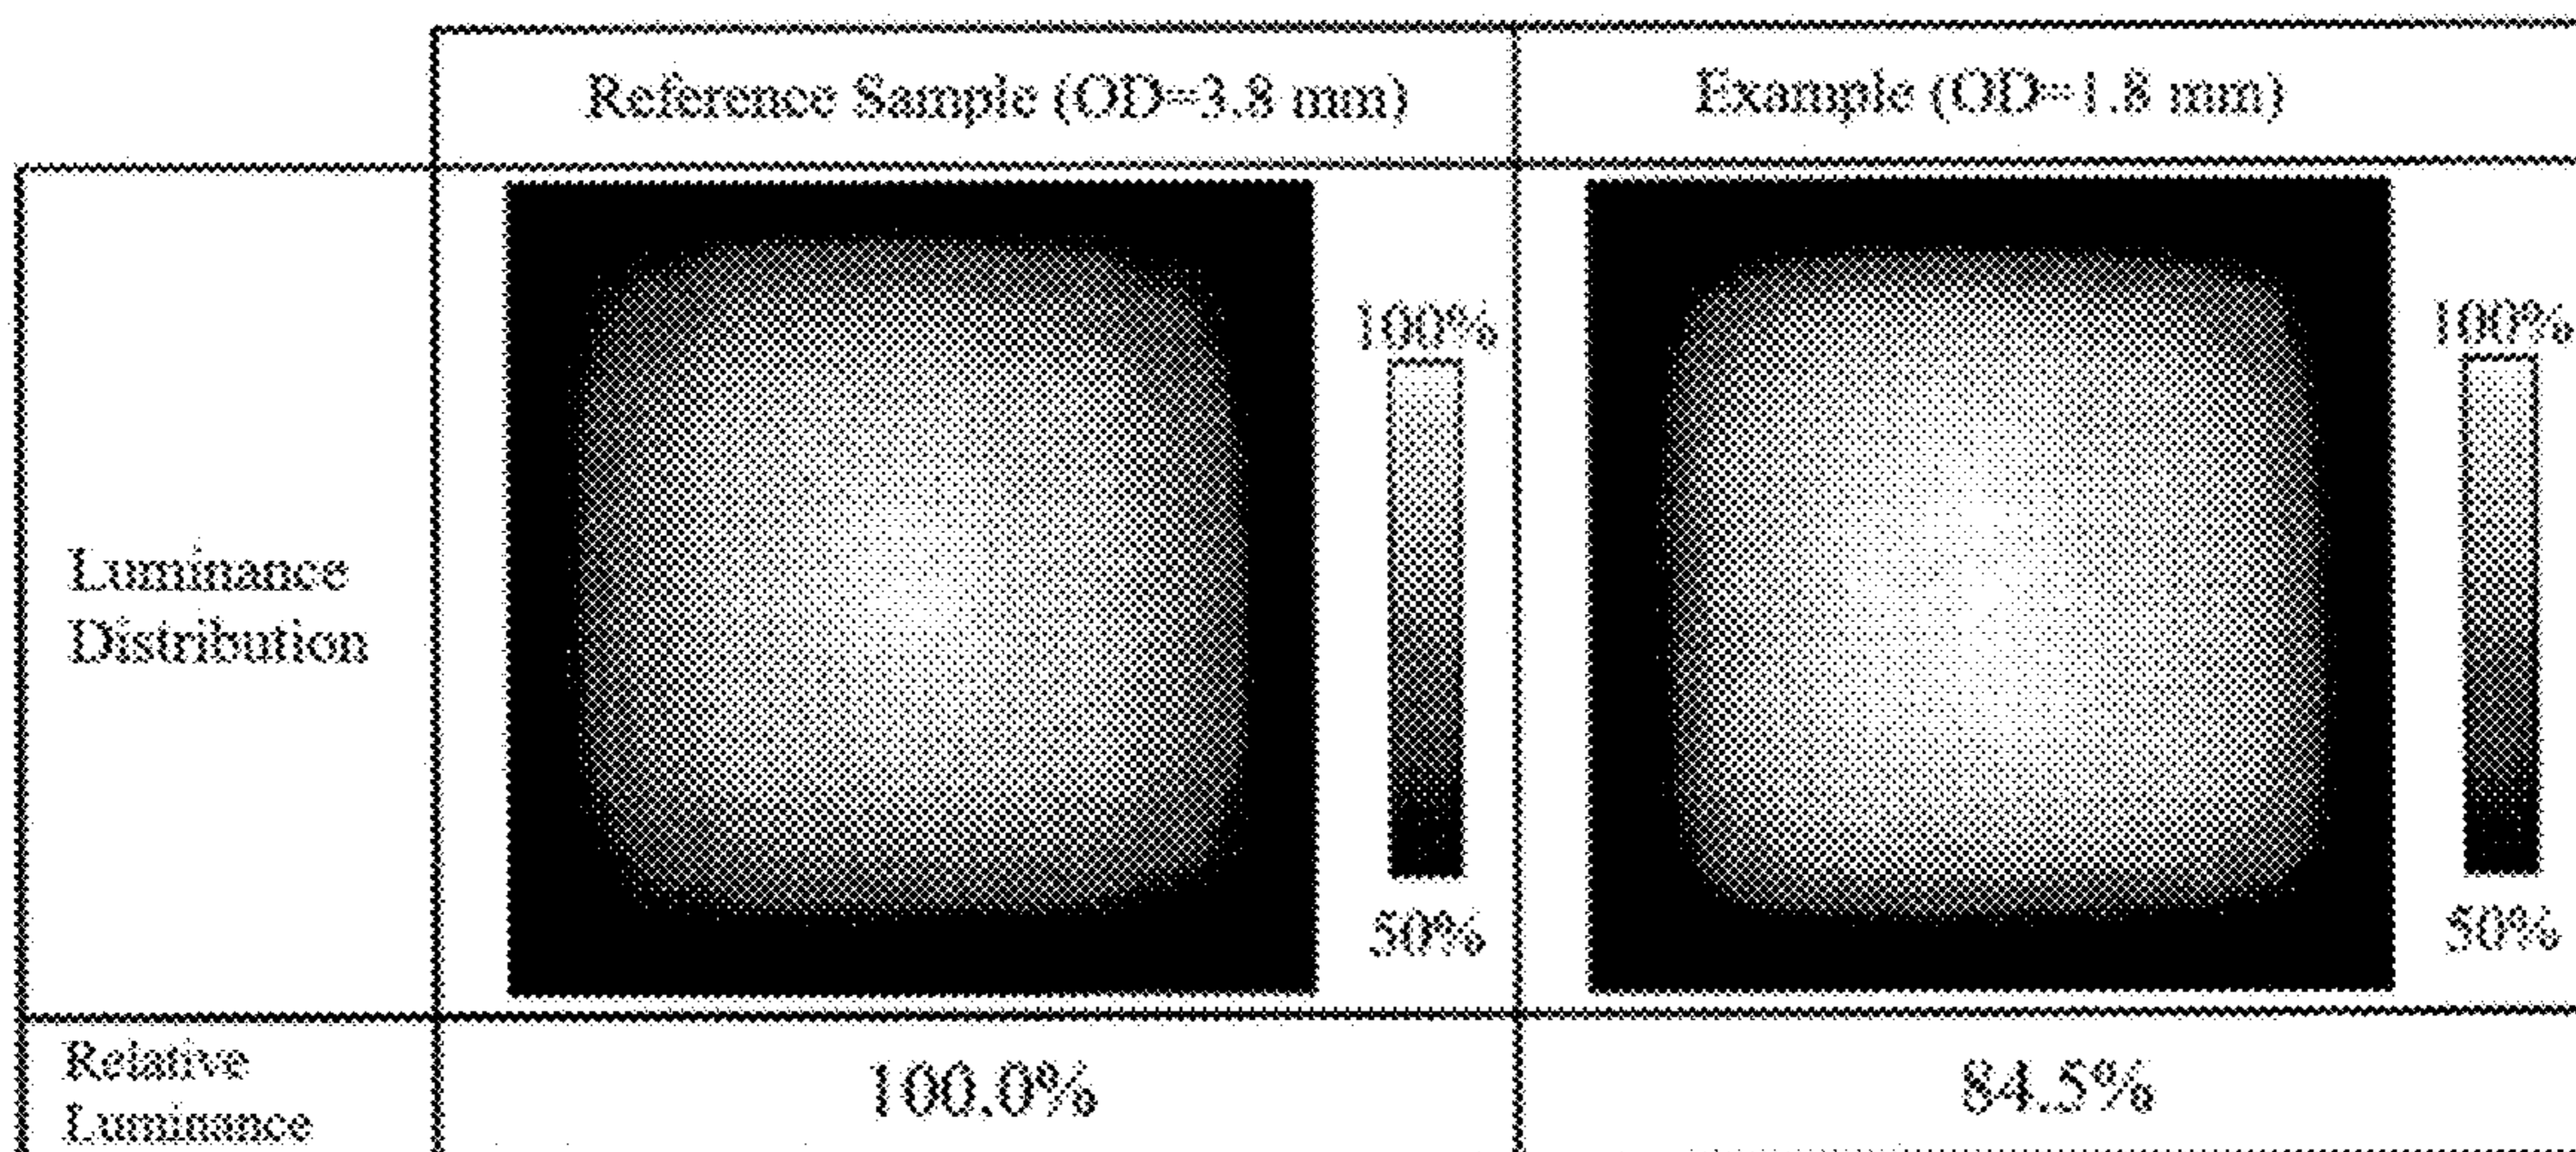 Reference Sample (OD=3.8 mm)
Example (OD=1.8 mm)
Luminance
Distribution
100%
50%
100%
50%
Relative
Luminance
100.0%
84.5%